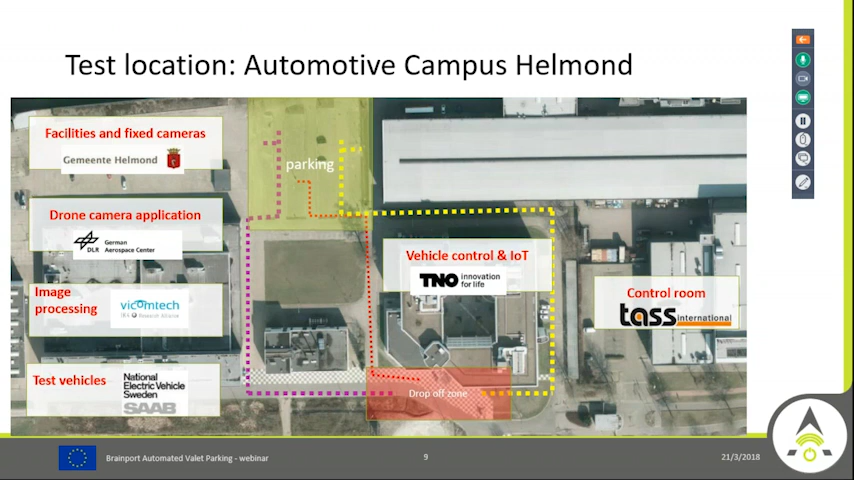 Test location: Automotive Campus Helmond
Facilities and fixed cameras
Gemeente Helmond
parking
Drone camera application
DLR
German
Aerospace Center
Vehicle control & IoT
TNO innovation
for life
Image
processing
vicomtech
Control room
tass international
Test vehicles
National
Electric Vehicle
Sweden
SAAB
Drop off zone
Brainport Automated Valet Parking - webinar
9
21/3/2018